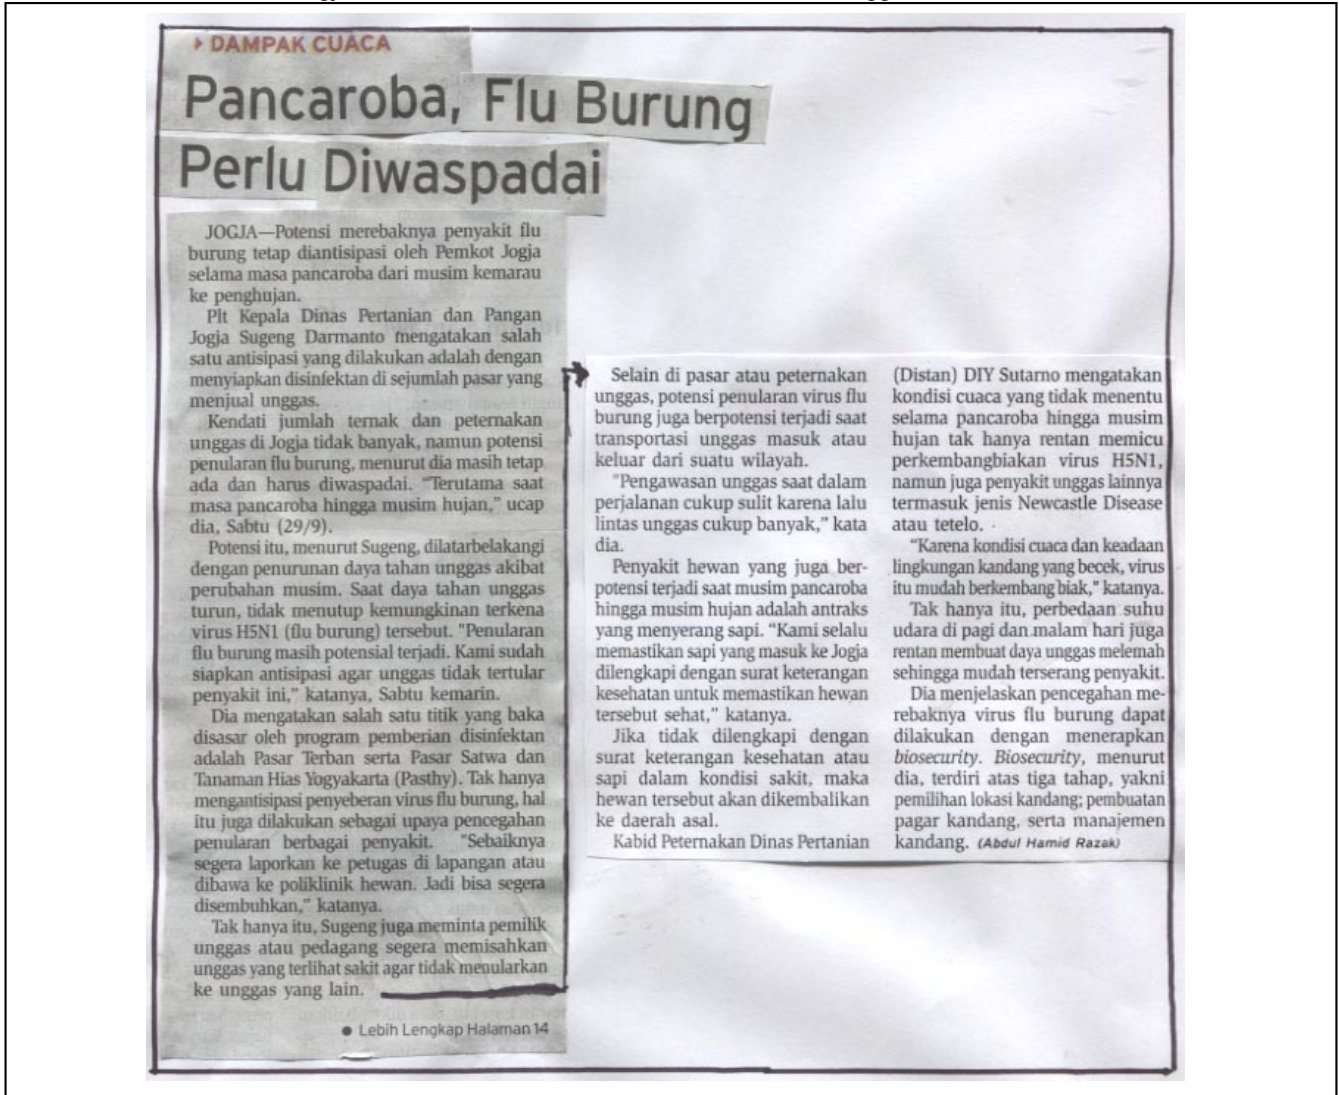 DAMPAK CUACA
Pancaroba, Flu Burung
Perlu Diwaspadai
JOGJA—Potensi merebaknya penyakit flu
burung tetap diantisipasi oleh Pemkot Jogja
selama masa pancaroba dari musim kemarau
ke penghujan.
Plt Kepala Dinas Pertanian dan Pangan
Jogja Sugeng Darmanto mengatakan salah
satu antisipasi yang dilakukan adalah dengan
menyiapkan disinfektan di sejumlah pasar yang
menjual unggas.
Kendati jumlah ternak dan peternakan
unggas di Jogja tidak banyak, namun potensi
penularan flu burung, menurut dia masih tetap
ada dan harus diwaspadai. "Terutama saat
masa pancaroba hingga musim hujan," ucap
dia, Sabtu (29/9).
Potensi itu, menurut Sugeng, dilatarbelakangi
dengan penurunan daya tahan unggas akibat
perubahan musim. Saat daya tahan unggas
turun, tidak menutup kemungkinan terkena
virus H5N1 (flu burung) tersebut. "Penularan
flu burung masih potensial terjadi. Kami sudah
siapkan antisipasi agar unggas tidak tertular
penyakit ini," katanya, Sabtu kemarin.
Dia mengatakan salah satu titik yang baka
disasar oleh program pemberian disinfektan
adalah Pasar Terban serta Pasar Satwa dan
Tanaman Hias Yogyakarta (Pasthy). Tak hanya
mengantisipasi penyeberan virus flu burung, hal
itu juga dilakukan sebagai upaya pencegahan
penularan berbagai penyakit. "Sebaiknya
segera laporkan ke petugas di lapangan atau
dibawa ke poliklinik hewan. Jadi bisa segera
disembuhkan," katanya.
Tak hanya itu, Sugeng juga meminta pemilik
unggas atau pedagang segera memisahkan
unggas yang terlihat sakit agar tidak menularkan
ke unggas yang lain.
● Lebih Lengkap Halaman 14
Selain di pasar atau peternakan
unggas, potensi penularan virus flu
burung juga berpotensi terjadi saat
transportasi unggas masuk atau
keluar dari suatu wilayah.
"Pengawasan unggas saat dalam
perjalanan cukup sulit karena lalu
lintas unggas cukup banyak," kata
dia.
Penyakit hewan yang juga ber-
potensi terjadi saat musim pancaroba
hingga musim hujan adalah antraks
yang menyerang sapi. "Kami selalu
memastikan sapi yang masuk ke Jogja
dilengkapi dengan surat keterangan
kesehatan untuk memastikan hewan
tersebut sehat," katanya.
Jika tidak dilengkapi dengan
surat keterangan kesehatan atau
sapi dalam kondisi sakit, maka
hewan tersebut akan dikembalikan
ke daerah asal.
Kabid Peternakan Dinas Pertanian
(Distan) DIY Sutarno mengatakan
kondisi cuaca yang tidak menentu
selama pancaroba hingga musim
hujan tak hanya rentan memicu
perkembangbiakan virus H5N1,
namun juga penyakit unggas lainnya
termasuk jenis Newcastle Disease
atau tetelo.
"Karena kondisi cuaca dan keadaan
lingkungan kandang yang becek, virus
itu mudah berkembang biak," katanya.
Tak hanya itu, perbedaan suhu
udara di pagi dan malam hari juga
rentan membuat daya unggas melemah
sehingga mudah terserang penyakit.
Dia menjelaskan pencegahan me-
rebaknya virus flu burung dapat
dilakukan dengan menerapkan
biosecurity. Biosecurity, menurut
dia, terdiri atas tiga tahap, yakni
pemilihan lokasi kandang; pembuatan
pagar kandang, serta manajemen
kandang. (Abdul Hamid Razak)